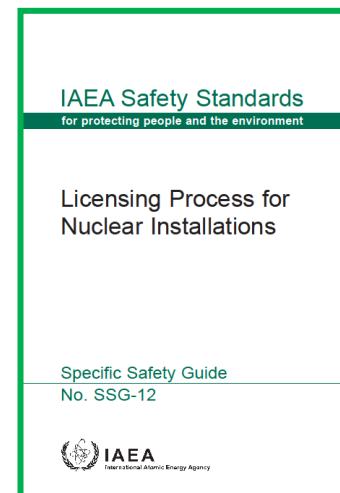 IAEA Safety Standards
for protecting people and the environment
Licensing Process for
Nuclear Installations
Specific Safety Guide
No. SSG-12
IAEA
International Atomic Energy Agency